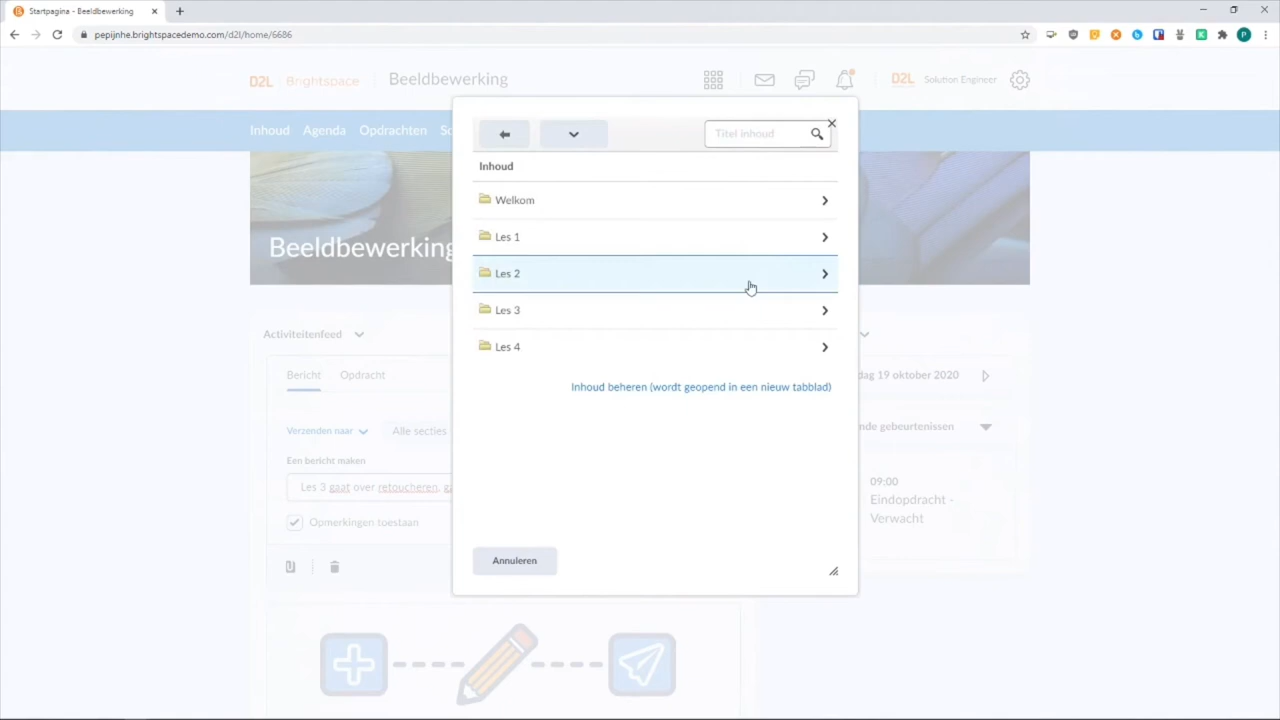 Startpagina - Beeldbewerking
pepijnhe.brightspacedemo.com/d2l/home/6686
P
D2L / Brightspace
Beeldbewerking
D2L
Solution Engineer
Inhoud Agenda Opdrachten
Titel inhoud
Inhoud
Welkom
Les 1
Les 2
Les 3
Les 4
Inhoud beheren (wordt geopend in een nieuw tabblad)
Annuleren
Beeldbewerking
Activiteitenfeed
Bericht Opdracht
Verzenden naar
Alle secties
Een bericht maken
Les 3 gaat over retoucheren,
Opmerkingen toestaan
19 oktober 2020
gebeurtenissen
09:00
Eindopdracht -
Verwacht